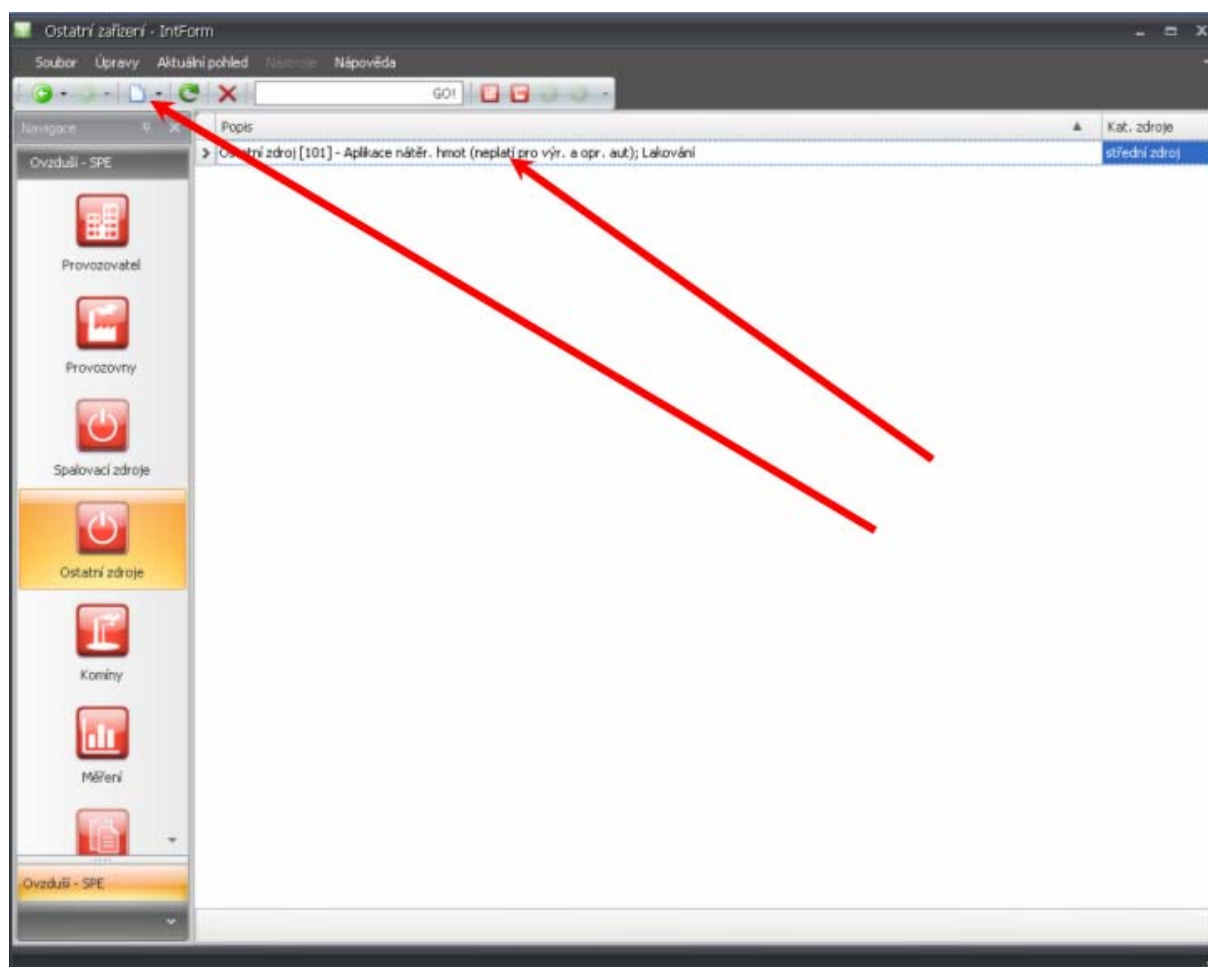 Ostatní zařízení - IntForm
Soubor Úpravy Aktuální pohled Nástroje Nápověda
GO!
Navigace
Popis
Kat. zdroje
Ovzduší - SPE
Ostatní zdroj [101] - Aplikace nátěr. hmot (neplatí pro výr. a opr. aut); Lakování
střední zdroj
Provozovatel
Provozovny
Spalovací zdroje
Ostatní zdroje
Komíny
Měření
Ovzduší - SPE